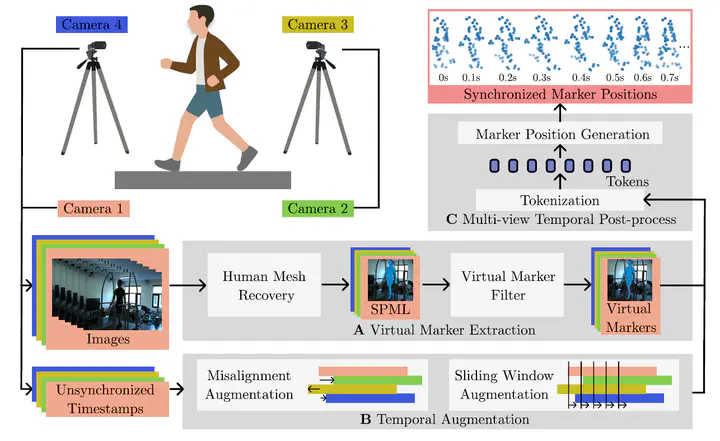 Camera 4
Camera 3
0s 0.1s 0.2s 0.3s 0.4s 0.5s 0.6s 0.7s
...
Synchronized Marker Positions
Marker Position Generation
Tokens
Tokenization
C Multi-view Temporal Post-process
Camera 1
Camera 2
Images
Human Mesh
Recovery
SPML
Virtual Marker
Filter
Virtual
Markers
A Virtual Marker Extraction
Unsynchronized
Timestamps
Misalignment
Augmentation
Sliding Window
Augmentation
B Temporal Augmentation